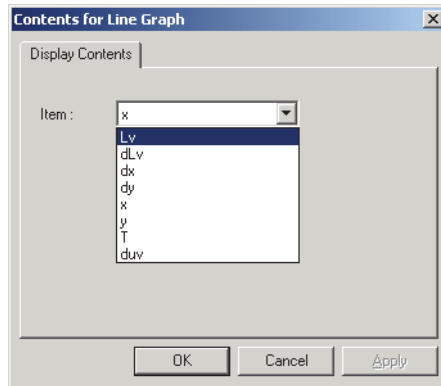 Contents for Line Graph
Display Contents
Item : x
Lv
dLv
dx
dy
x
y
T
duv
OK Cancel Apply